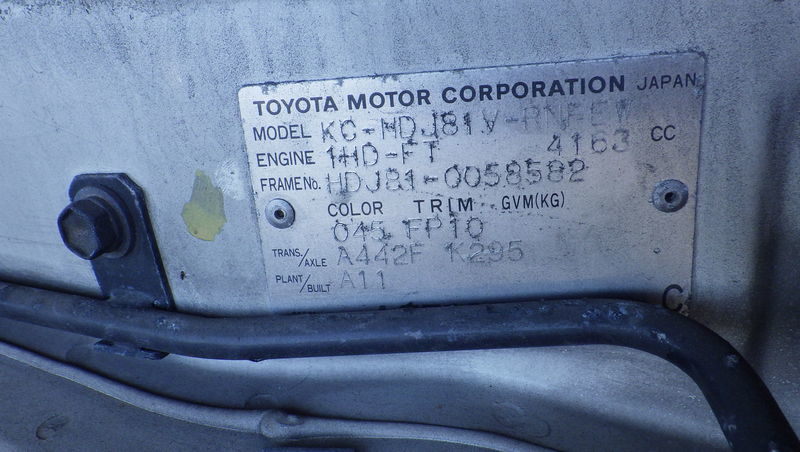 TOYOTA MOTOR CORPORATION JAPAN
MODEL KC-HDJ81V-RNFEW
ENGINE 1HD-FT 4163 CC
FRAME No. HDJ81-0058582
COLOR TRIM GVM(KG)
045 FP10
TRANS./AXLE A442F K295
PLANT/BUILT A11
C